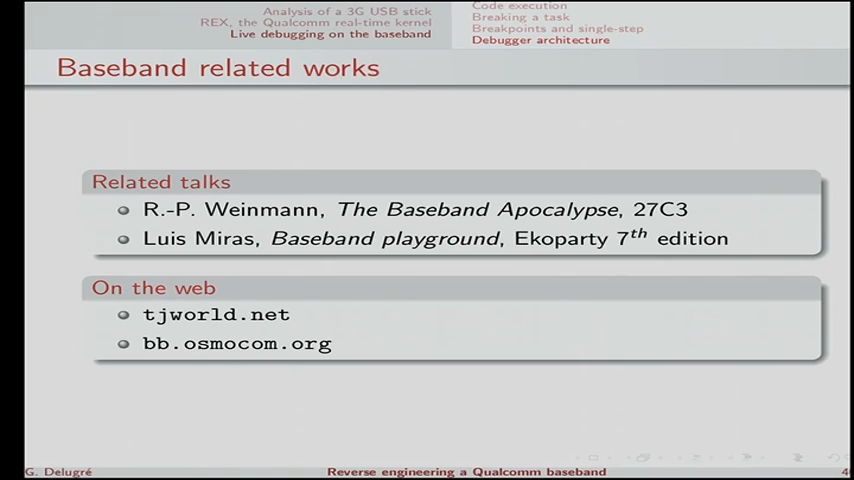 Analysis of a 3G USB stick
REX, the Qualcomm real-time kernel
Live debugging on the baseband
Code execution
Breaking a task
Breakpoints and single-step
Debugger architecture
Baseband related works
Related talks
R.-P. Weinmann, The Baseband Apocalypse, 27C3
Luis Miras, Baseband playground, Ekoparty 7th edition
On the web
tjworld.net
bb.osmocom.org
G. Delugré
Reverse engineering a Qualcomm baseband